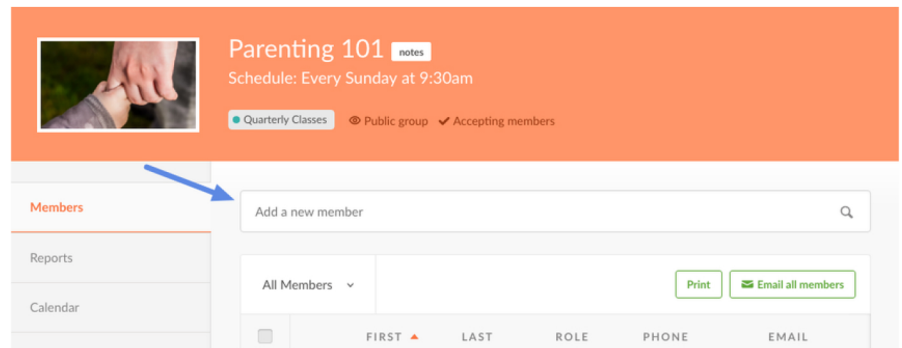 Parenting 101 notes
Schedule: Every Sunday at 9:30am
Quarterly Classes Public group Accepting members
Members
Add a new member
Reports
All Members Print Email all members
Calendar
FIRST LAST ROLE PHONE EMAIL